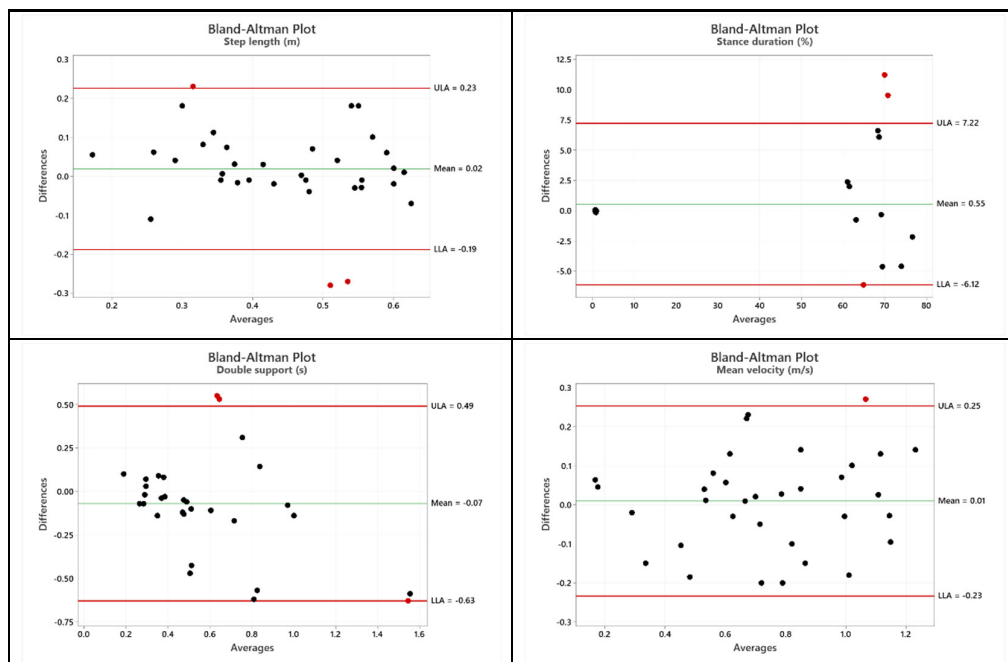 Bland-Altman Plot
Step length (m)
0.3
0.2
0.1
0.0
-0.1
-0.2
-0.3
Differences
ULA = 0.23
Mean = 0.02
LLA = -0.19
0.2 0.3 0.4 0.5 0.6
Averages
Bland-Altman Plot
Stance duration (%)
12.5
10.0
7.5
5.0
2.5
0.0
-2.5
-5.0
Differences
ULA = 7.22
Mean = 0.55
LLA = -6.12
0 10 20 30 40 50 60 70 80
Averages
Bland-Altman Plot
Double support (s)
0.50
0.25
0.00
-0.25
-0.50
-0.75
Differences
ULA = 0.49
Mean = -0.07
LLA = -0.63
0.0 0.2 0.4 0.6 0.8 1.0 1.2 1.4 1.6
Averages
Bland-Altman Plot
Mean velocity (m/s)
0.3
0.2
0.1
0.0
-0.1
-0.2
-0.3
Differences
ULA = 0.25
Mean = 0.01
LLA = -0.23
0.2 0.4 0.6 0.8 1.0 1.2
Averages